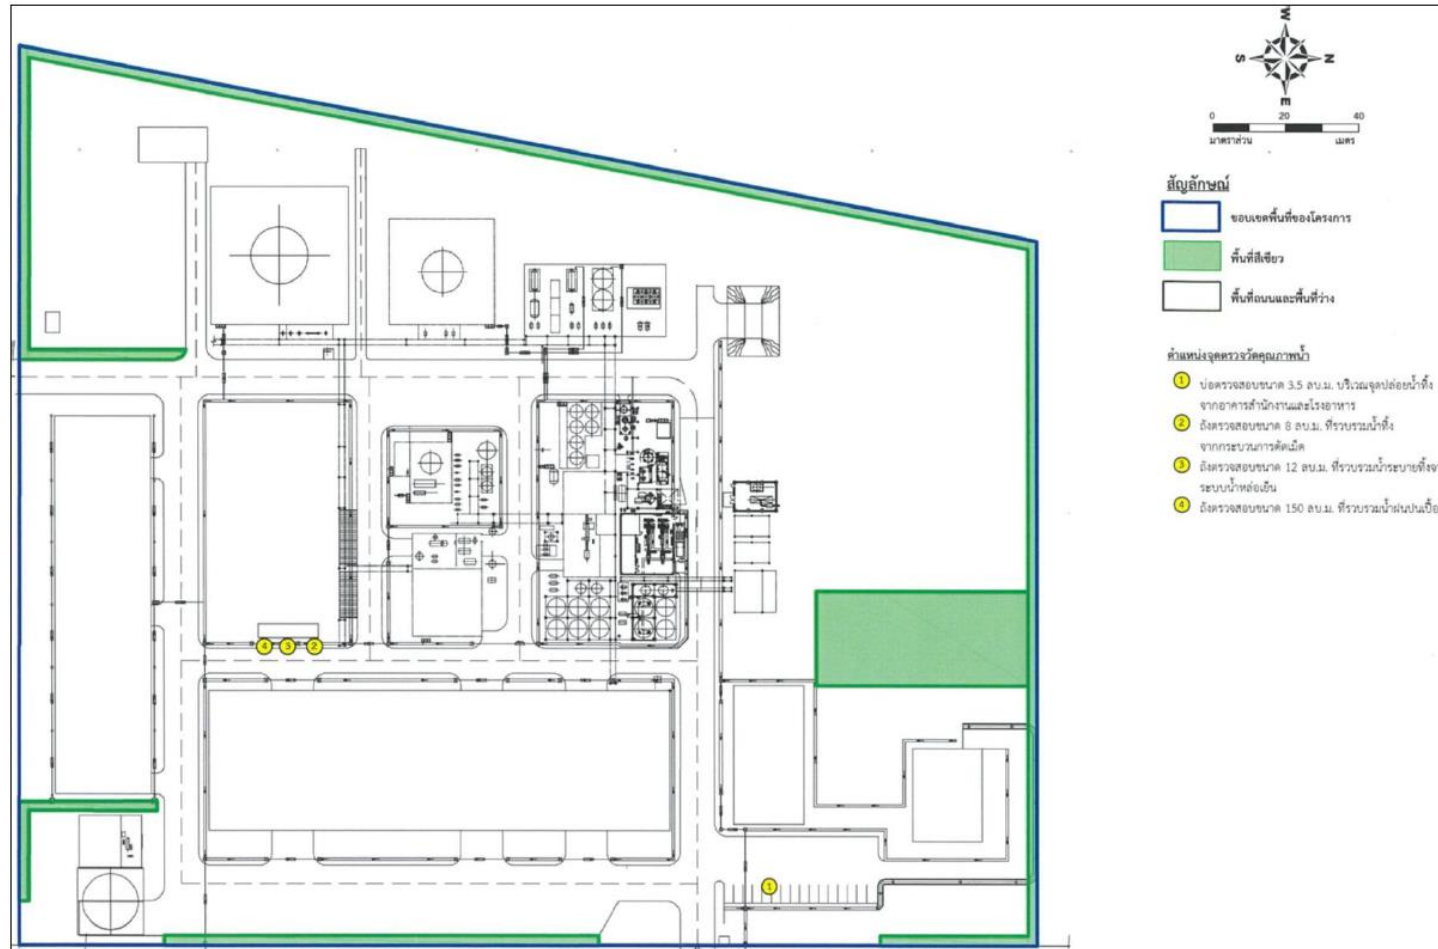 W
S N
E
0 20 40
มาตราส่วน เมตร
สัญลักษณ์
ขอบเขตพื้นที่ของโครงการ
พื้นที่สีเขียว
พื้นที่ถนนและพื้นที่ว่าง
ตำแหน่งจุดตรวจวัดคุณภาพน้ำ
1 บ่อตรวจสอบขนาด 3.5 ลบ.ม. บริเวณจุดปล่อยน้ำทิ้ง
จากอาคารสำนักงานและโรงอาหาร
2 ถังตรวจสอบขนาด 8 ลบ.ม. ที่รวบรวมน้ำทิ้ง
จากกระบวนการตัดเม็ด
3 ถังตรวจสอบขนาด 12 ลบ.ม. ที่รวบรวมน้ำระบายทิ้งจา
ระบบน้ำหล่อเย็น
4 ถังตรวจสอบขนาด 150 ลบ.ม. ที่รวบรวมน้ำฝนปนเปื้อ
4 3 2
1